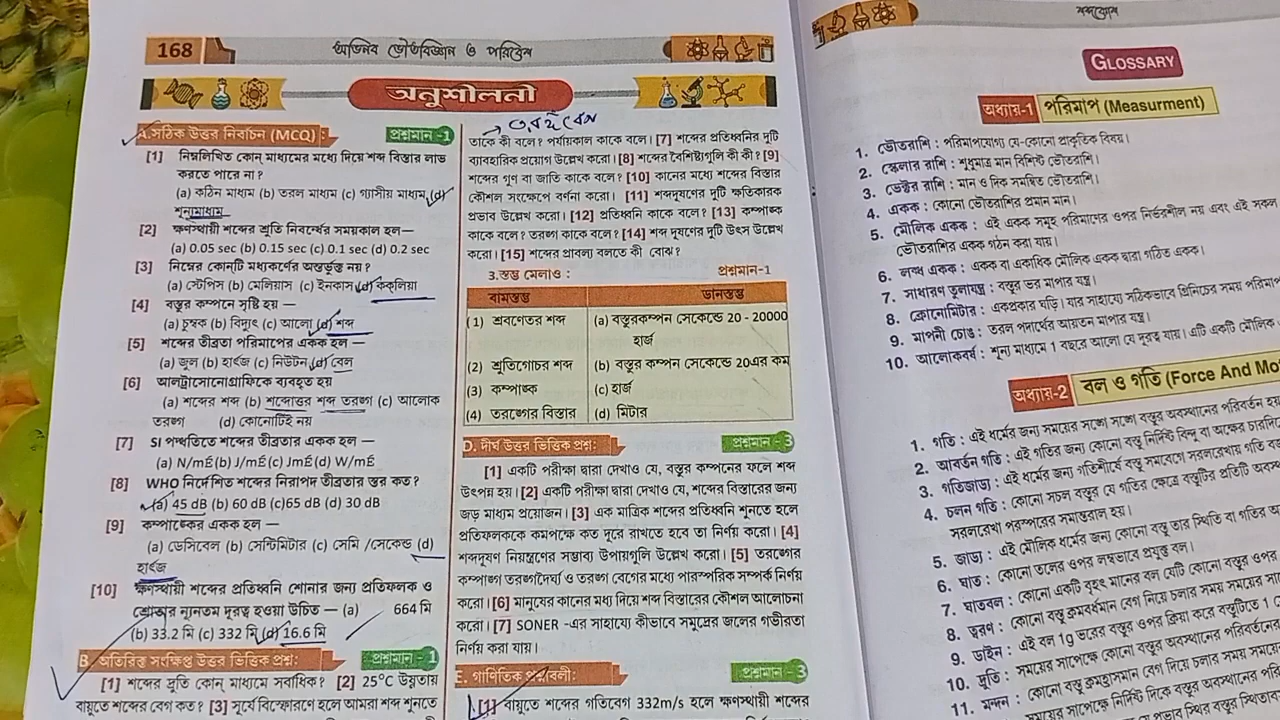 168
অভিনব ভৌতবিজ্ঞান ও পরিবেশ
অনুশীলনী
A. সঠিক উত্তর নির্বাচন (MCQ) : প্রশ্নমান -1
[1] নিম্নলিখিত কোন্ মাধ্যমের মধ্যে দিয়ে শব্দ বিস্তার লাভ
করতে পারে না ?
(a) কঠিন মাধ্যম (b) তরল মাধ্যম (c) গ্যাসীয় মাধ্যম (d)
শূন্যমাধ্যম
[2] ক্ষণস্থায়ী শব্দের শ্রুতি নির্বন্ধের সময়কাল হল—
(a) 0.05 sec (b) 0.15 sec (c) 0.1 sec (d) 0.2 sec
[3] নিম্নের কোন্‌টি মধ্যকর্ণের অন্তর্ভুক্ত নয় ?
(a) স্টেপিস (b) মেলিয়াস (c) ইনকাস (d) ককলিয়া
[4] বস্তুর কম্পনে সৃষ্টি হয় —
(a) চুম্বক (b) বিদ্যুৎ (c) আলো (d) শব্দ
[5] শব্দের তীব্রতা পরিমাপের একক হল —
(a) জুল (b) হার্ৎজ (c) নিউটন (d) বেল
[6] আলট্রাসোনোগ্রাফিকে ব্যবহৃত হয়
(a) শব্দের শব্দ (b) শব্দোত্তর শব্দ তরঙ্গ (c) আলোক
তরঙ্গ (d) কোনোটিই নয়
[7] SI পদ্ধতিতে শব্দের তীব্রতার একক হল —
(a) N/mÉ (b) J/mÉ (c) JmÉ (d) W/mÉ
[8] WHO নির্দেশিত শব্দের নিরাপদ তীব্রতার স্তর কত ?
(a) 45 dB (b) 60 dB (c)65 dB (d) 30 dB
[9] কম্পাঙ্কের একক হল —
(a) ডেসিবেল (b) সেন্টিমিটার (c) সেমি /সেকেন্ড (d)
হার্ৎজ
[10] ক্ষণস্থায়ী শব্দের প্রতিধ্বনি শোনার জন্য প্রতিফলক ও
শ্রোতার ন্যূনতম দূরত্ব হওয়া উচিত — (a) 664 মি
(b) 33.2 মি (c) 332 মি (d) 16.6 মি
B. অতিরিক্ত সংক্ষিপ্ত উত্তর ভিত্তিক প্রশ্ন: প্রশ্নমান - 1
[1] শব্দের দ্রুতি কোন্ মাধ্যমে সর্বাধিক ? [2] 25°C উষ্ণতায়
বায়ুতে শব্দের বেগ কত ? [3] সূর্যে বিস্ফোরণে হলে আমরা শব্দ শুনতে
তাকে কী বলে ? পর্যায়কাল কাকে বলে। [7] শব্দের প্রতিধ্বনির দুটি
ব্যবহারিক প্রয়োগ উল্লেখ করো। [8] শব্দের বৈশিষ্ট্যগুলি কী কী ? [9]
শব্দের গুণ বা জাতি কাকে বলে ? [10] কানের মধ্যে শব্দের বিস্তার
কৌশল সংক্ষেপে বর্ণনা করো। [11] শব্দদূষণের দুটি ক্ষতিকারক
প্রভাব উল্লেখ করো। [12] প্রতিধ্বনি কাকে বলে ? [13] কম্পাঙ্ক
কাকে বলে ? তরঙ্গ কাকে বলে ? [14] শব্দ দূষণের দুটি উৎস উল্লেখ
করো। [15] শব্দের প্রাবল্য বলতে কী বোঝ ?
3.স্তম্ভ মেলাও : প্রশ্নমান-1
বামস্তম্ভ ডানস্তম্ভ
(1) শ্রবণেতর শব্দ (a) বস্তুরকম্পন সেকেন্ডে 20 - 20000
হার্জ
(2) শ্রুতিগোচর শব্দ (b) বস্তুর কম্পন সেকেন্ডে 20এর কম
(3) কম্পাঙ্ক (c) হার্জ
(4) তরঙ্গের বিস্তার (d) মিটার
D. দীর্ঘ উত্তর ভিত্তিক প্রশ্ন: প্রশ্নমান - 3
[1] একটি পরীক্ষা দ্বারা দেখাও যে, বস্তুর কম্পনের ফলে শব্দ
উৎপন্ন হয়। [2] একটি পরীক্ষা দ্বারা দেখাও যে, শব্দের বিস্তারের জন্য
জড় মাধ্যম প্রয়োজন। [3] এক মাত্রিক শব্দের প্রতিধ্বনি শুনতে হলে
প্রতিফলককে কমপক্ষে কত দূরে রাখতে হবে তা নির্ণয় করো। [4]
শব্দদূষণ নিয়ন্ত্রণের সম্ভাব্য উপায়গুলি উল্লেখ করো। [5] তরঙ্গের
কম্পাঙ্ক তরঙ্গদৈর্ঘ্য ও তরঙ্গ বেগের মধ্যে পারস্পরিক সম্পর্ক নির্ণয়
করো। [6] মানুষের কানের মধ্য দিয়ে শব্দ বিস্তারের কৌশল আলোচনা
করো। [7] SONER -এর সাহায্যে কীভাবে সমুদ্রের জলের গভীরতা
নির্ণয় করা যায়।
E. গাণিতিক প্রশ্নাবলী: প্রশ্নমান - 3
[1] বায়ুতে শব্দের গতিবেগ 332m/s হলে ক্ষণস্থায়ী শব্দের
শব্দকোষ
GLOSSARY
অধ্যায়-1 পরিমাপ (Measurment)
1. ভৌতরাশি : পরিমাপযোগ্য যে-কোনো প্রাকৃতিক বিষয়।
2. স্কেলার রাশি : শুধুমাত্র মান বিশিষ্ট ভৌতরাশি।
3. ভেক্টর রাশি : মান ও দিক সমন্বিত ভৌতরাশি।
4. একক : কোনো ভৌতরাশির প্রমান মান।
5. মৌলিক একক : এই একক সমূহ পরিমাণের ওপর নির্ভরশীল নয় এবং এই সকল
ভৌতরাশির একক গঠন করা যায়।
6. লব্ধ একক : একক বা একাধিক মৌলিক একক দ্বারা গঠিত একক।
7. সাধারণ তুলাযন্ত্র : বস্তুর ভর মাপার যন্ত্র।
8. ক্রোনোমিটার : একপ্রকার ঘড়ি। যার সাহায্যে সঠিকভাবে গ্রিনিচের সময়
9. মাপনী চোঙ : তরল পদার্থের আয়তন মাপার যন্ত্র।
10. আলোকবর্ষ : শূন্য মাধ্যমে 1 বছরে আলো যে দূরত্ব যায়। এটি একটি মৌলিক
অধ্যায়-2 বল ও গতি (Force And Mo
1. গতি : এই ধর্মের জন্য সময়ের সঙ্গে সঙ্গে বস্তুর অবস্থানের পরিবর্তন
2. আবর্তন গতি : এই গতির জন্য কোনো বস্তু নির্দিষ্ট বিন্দু বা অক্ষের
3. গতিজাড্য : এই ধর্মের জন্য গতিশীর্ষে বস্তু সমবেগে সরলরেখায় গতি
4. চলন গতি : কোনো সচল বস্তুর যে গতির ক্ষেত্রে বস্তুটির প্রতিটি
সরলরেখা পরস্পরের সমান্তরাল হয়।
5. জাড্য : এই মৌলিক ধর্মের জন্য কোনো বস্তু তার স্থিতি বা গতির
6. ঘাত : কোনো তলের ওপর লম্বভাবে প্রযুক্ত বল।
7. ঘাতবল : কোনো একটি বৃহৎ মানের বল যেটি কোনো বস্তুর ওপর
8. ত্বরণ : কোনো বস্তু ক্রমবর্ধমান বেগ নিয়ে চলার সময় সময়ের
9. ডাইন : এই বল 1g ভরের বস্তুর ওপর ক্রিয়া করে বস্তুটিতে 1
10. দ্রুতি : সময়ের সাপেক্ষে কোনো বস্তুর অবস্থানের পরিবর্তনের
11. মন্দন : কোনো বস্তু ক্রমহ্রাসমান বেগ দিয়ে চলার সময়